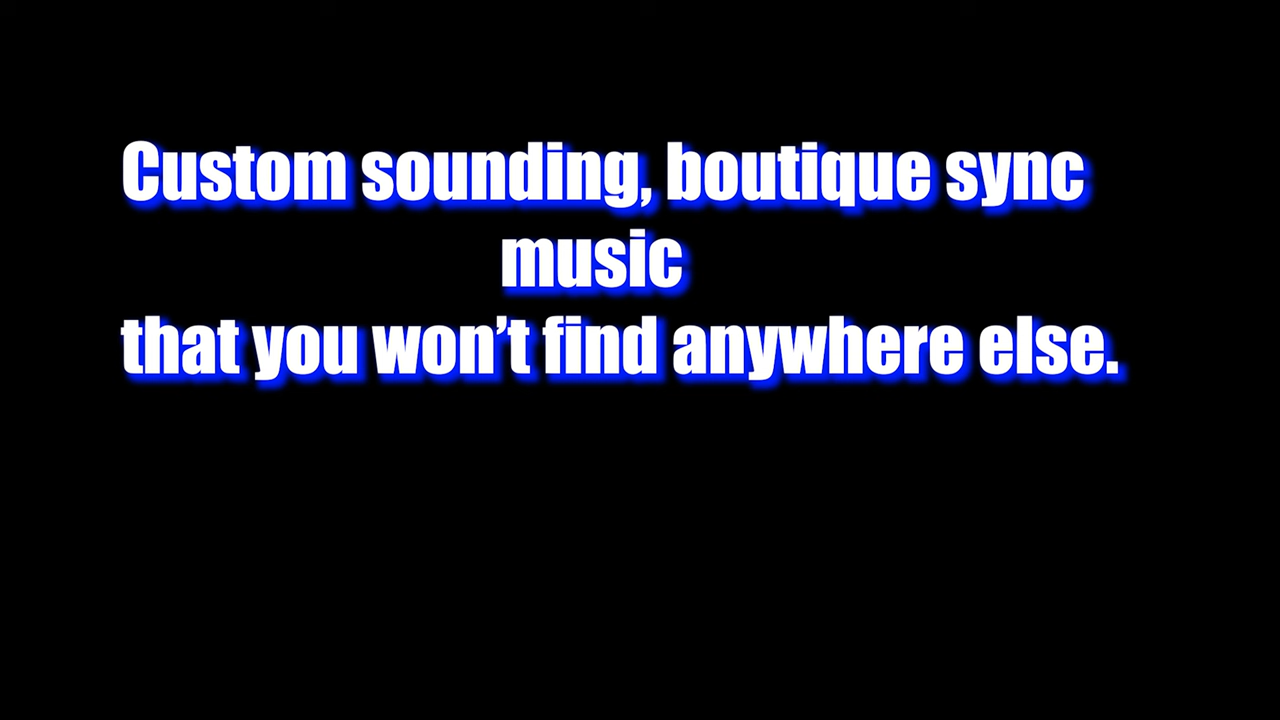 Custom sounding, boutique sync
music
that you won’t find anywhere else.